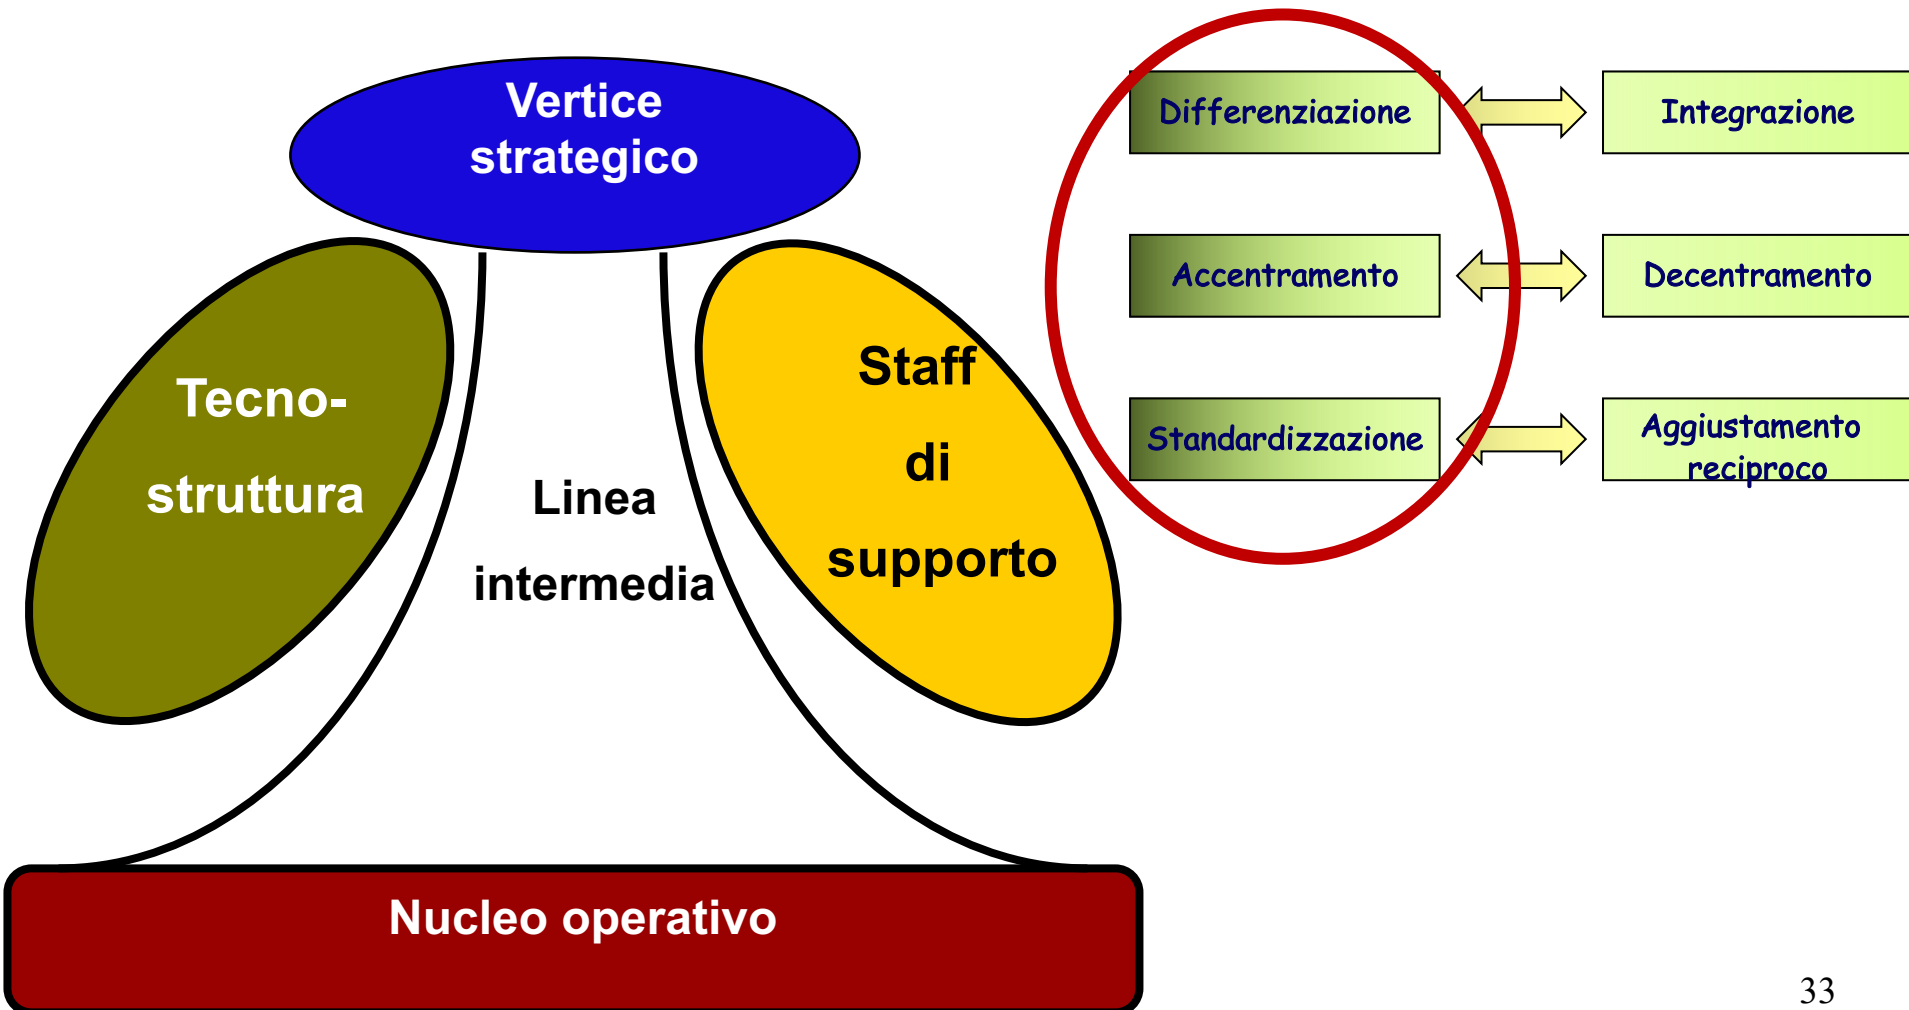 Vertice
strategico
Tecno-
struttura
Linea
intermedia
Staff
di
supporto
Nucleo operativo
Differenziazione
Integrazione
Accentramento
Decentramento
Standardizzazione
Aggiustamento
reciproco
33